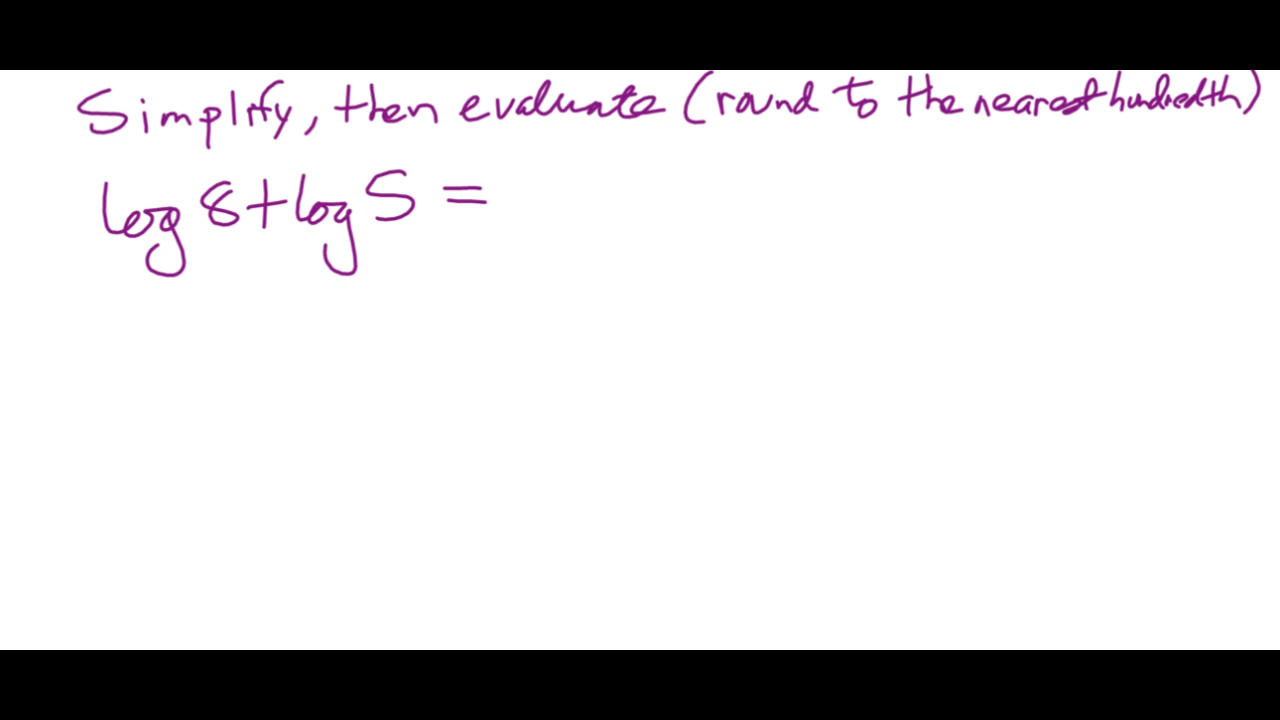 Simplify, then evaluate (round to the nearest hundredth)
log 8 + log 5 =